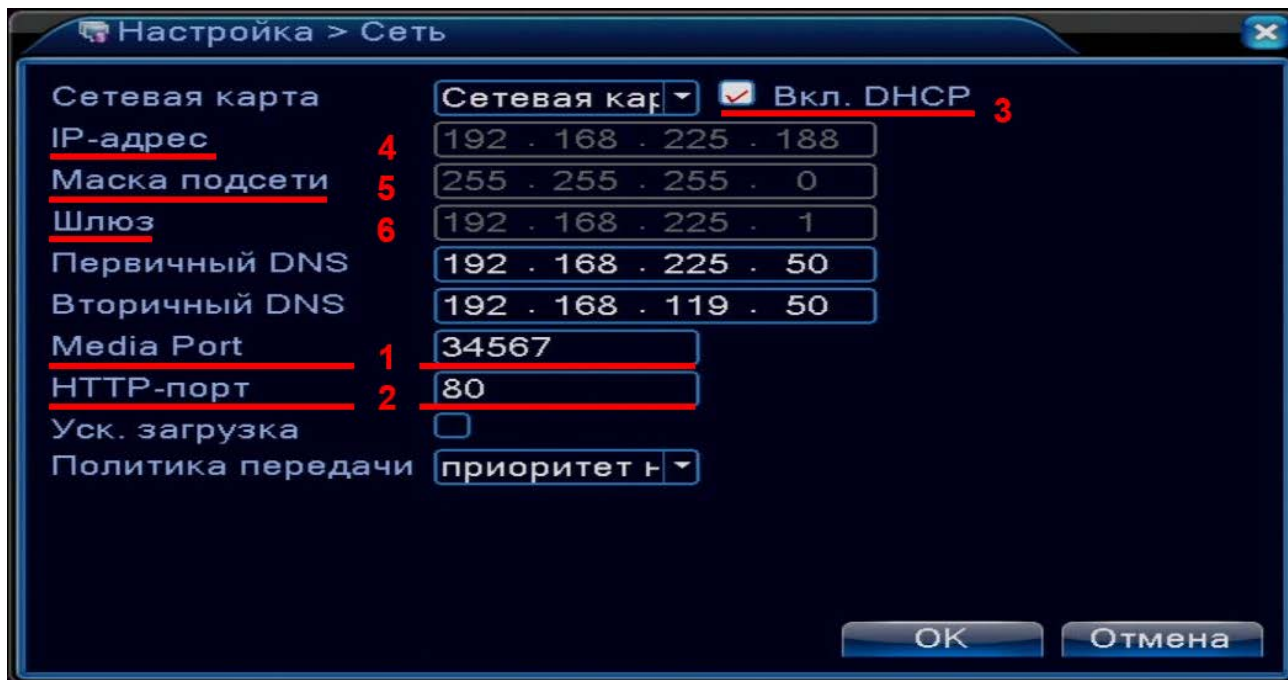 Настройка > Сеть
Сетевая карта Сетевая кар Вкл. DHCP 3
IP-адрес 4 192 . 168 . 225 . 188
Маска подсети 5 255 . 255 . 255 . 0
Шлюз 6 192 . 168 . 225 . 1
Первичный DNS 192 . 168 . 225 . 50
Вторичный DNS 192 . 168 . 119 . 50
Media Port 1 34567
HTTP-порт 2 80
Уск. загрузка
Политика передачи приоритет н
OK Отмена